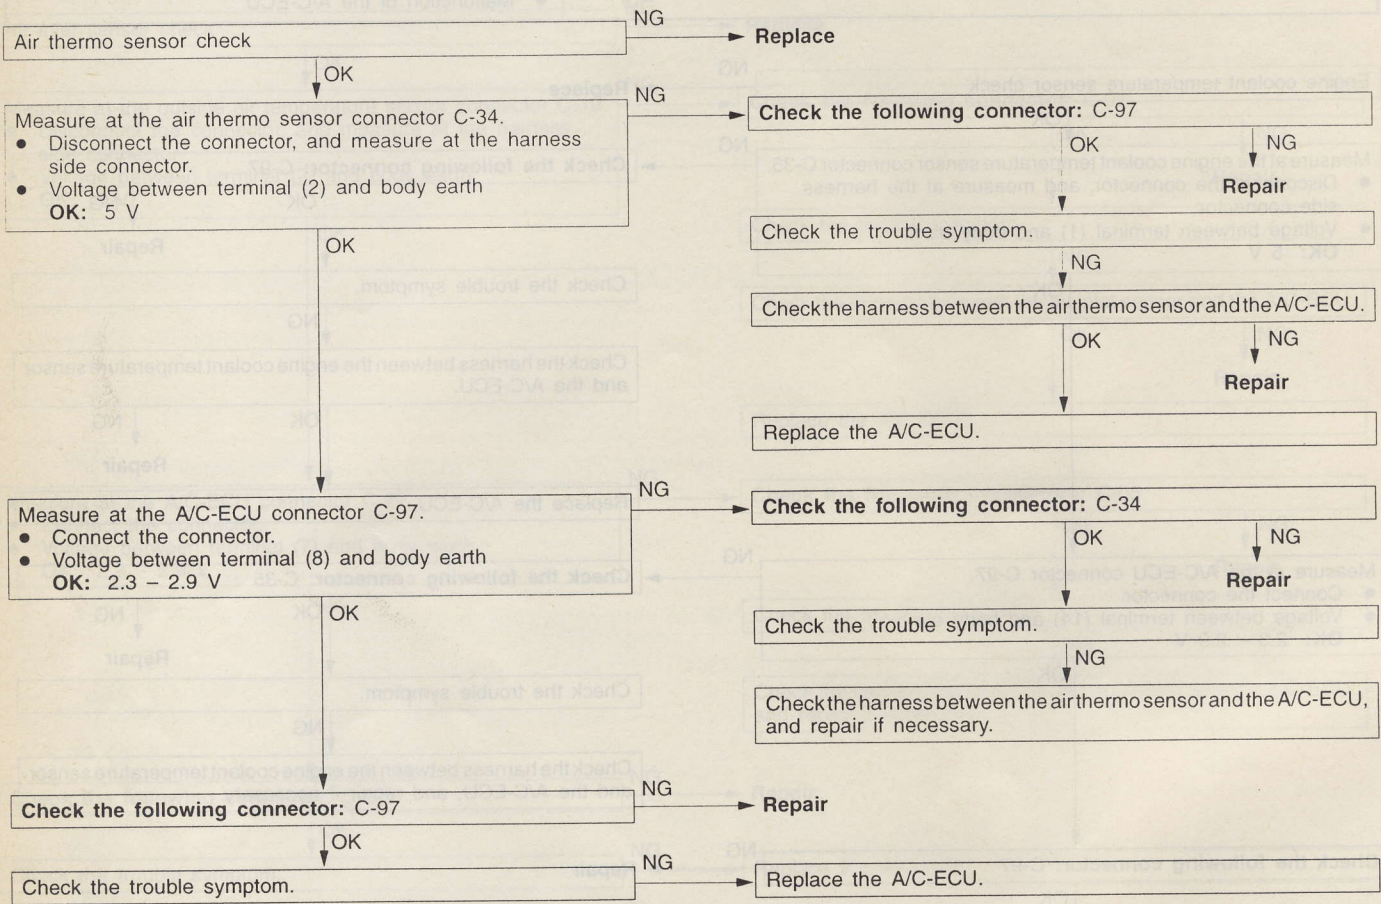 Air thermo sensor check
NG
Replace
OK
Measure at the air thermo sensor connector C-34.
● Disconnect the connector, and measure at the harness
side connector.
● Voltage between terminal (2) and body earth
OK: 5 V
NG
Check the following connector: C-97
OK
NG
Repair
Check the trouble symptom.
NG
Check the harness between the air thermo sensor and the A/C-ECU.
OK
NG
Repair
Replace the A/C-ECU.
OK
Measure at the A/C-ECU connector C-97.
● Connect the connector.
● Voltage between terminal (8) and body earth
OK: 2.3 – 2.9 V
NG
Check the following connector: C-34
OK
NG
Repair
Check the trouble symptom.
NG
Check the harness between the air thermo sensor and the A/C-ECU,
and repair if necessary.
OK
Check the following connector: C-97
NG
Repair
OK
Check the trouble symptom.
NG
Replace the A/C-ECU.